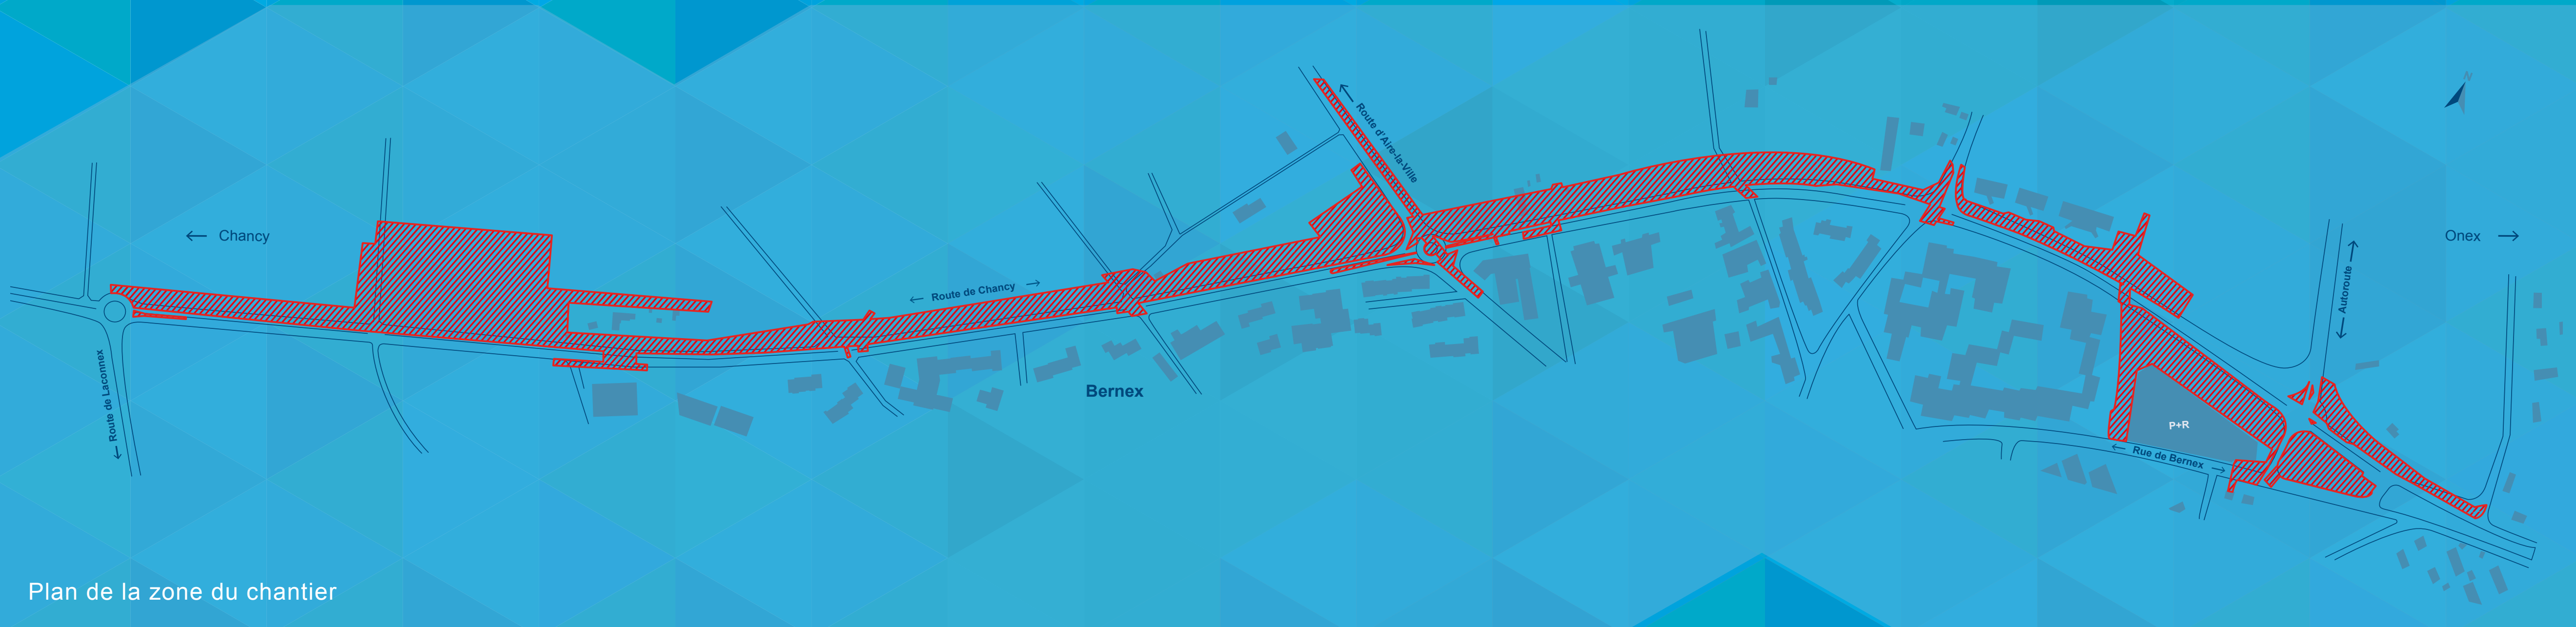 N
Route d'Aire-la-Ville
← Chancy
Onex →
← Route de Chancy →
← Autoroute →
Route de Laconnex →
Bernex
P+R
← Rue de Bernex →
Plan de la zone du chantier